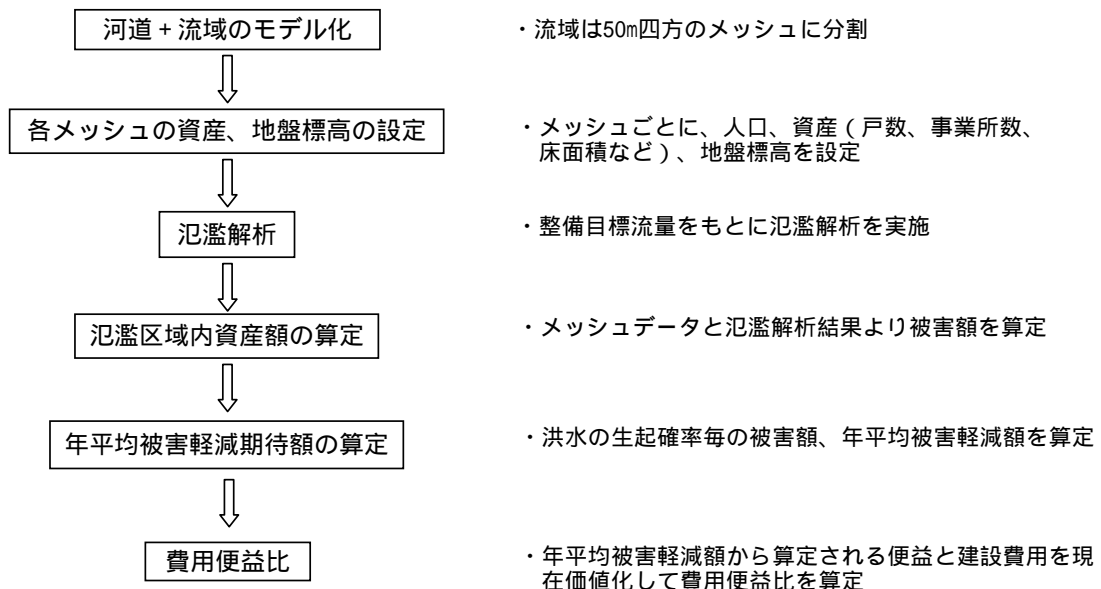 河道+流域のモデル化
・流域は50m四方のメッシュに分割
各メッシュの資産、地盤標高の設定
・メッシュごとに、人口、資産(戸数、事業所数、
床面積など)、地盤標高を設定
氾濫解析
・整備目標流量をもとに氾濫解析を実施
氾濫区域内資産額の算定
・メッシュデータと氾濫解析結果より被害額を算定
年平均被害軽減期待額の算定
・洪水の生起確率毎の被害額、年平均被害軽減額を算定
費用便益比
・年平均被害軽減額から算定される便益と建設費用を現
在価値化して費用便益比を算定